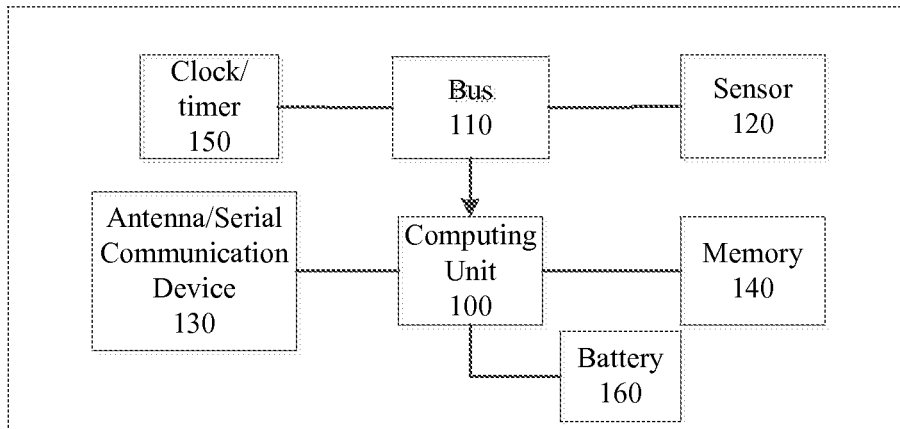 Clock/
timer
150
Bus
110
Sensor
120
Antenna/Serial
Communication
Device
130
Computing
Unit
100
Memory
140
Battery
160